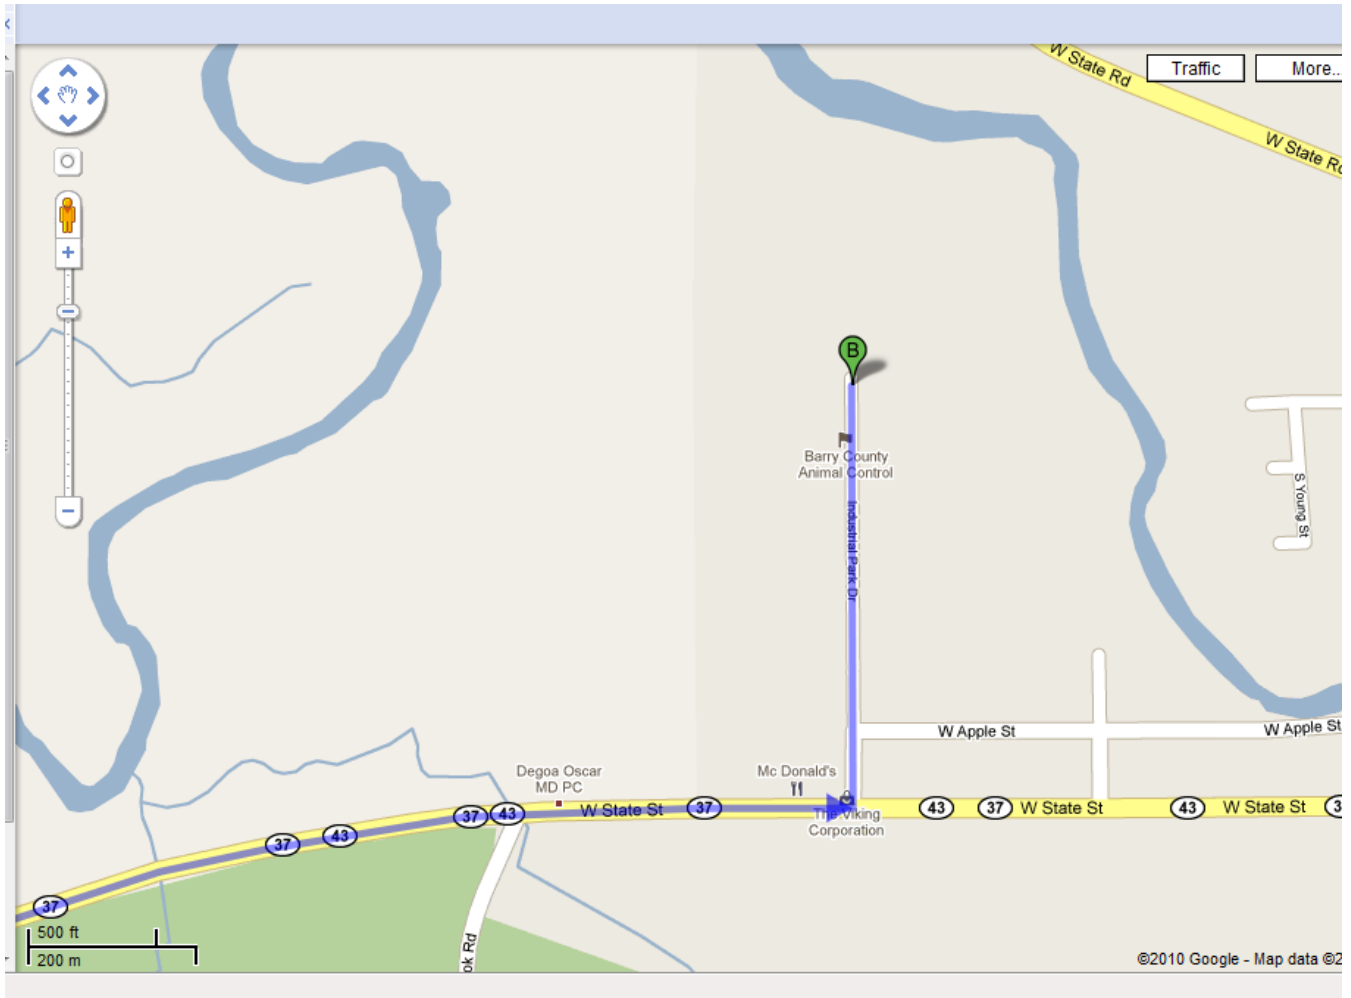 W State Rd
Traffic
More...
W State Rd
B
Barry County
Animal Control
Industrial Park Dr
S Young St
W Apple St
W Apple St
Degoa Oscar
MD PC
Mc Donald's
W State St
37
43
37
W State St
43
W State St
37
43
The Viking
Corporation
43
37
37
500 ft
200 m
ok Rd
©2010 Google - Map data ©2